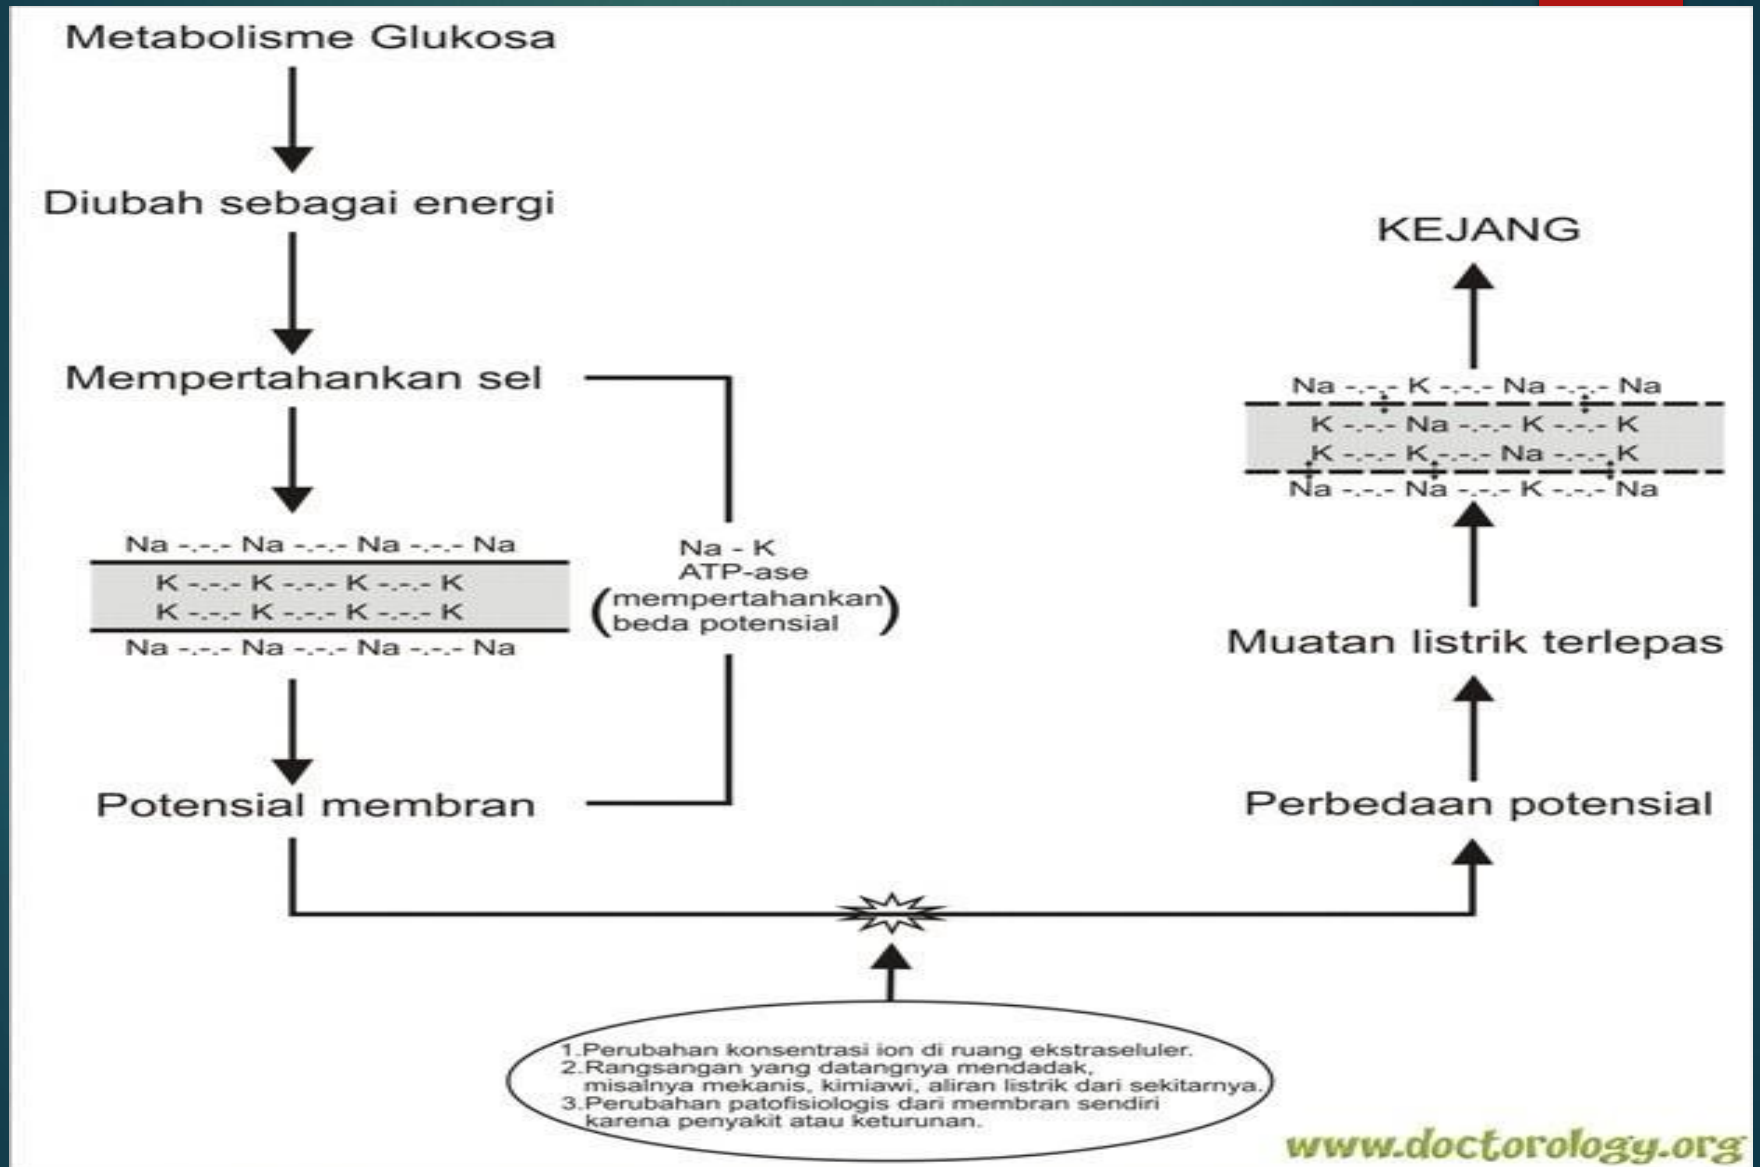 Metabolisme Glukosa
Diubah sebagai energi
Mempertahankan sel
Na -.-.- Na -.-.- Na -.-.- Na
K -.-.- K -.-.- K -.-.- K
K -.-.- K -.-.- K -.-.- K
Na -.-.- Na -.-.- Na -.-.- Na
Na - K
ATP-ase
(mempertahankan
beda potensial)
Potensial membran
1.Perubahan konsentrasi ion di ruang ekstraseluler.
2.Rangsangan yang datangnya mendadak,
misalnya mekanis, kimiawi, aliran listrik dari sekitarnya.
3.Perubahan patofisiologis dari membran sendiri
karena penyakit atau keturunan.
Perbedaan potensial
Muatan listrik terlepas
Na -.-.- K -.-.- Na -.-.- Na
K -.-.- Na -.-.- K -.-.- K
K -.-.- K -.-.- Na -.-.- K
Na -.-.- Na -.-.- K -.-.- Na
KEJANG
www.doctorology.org